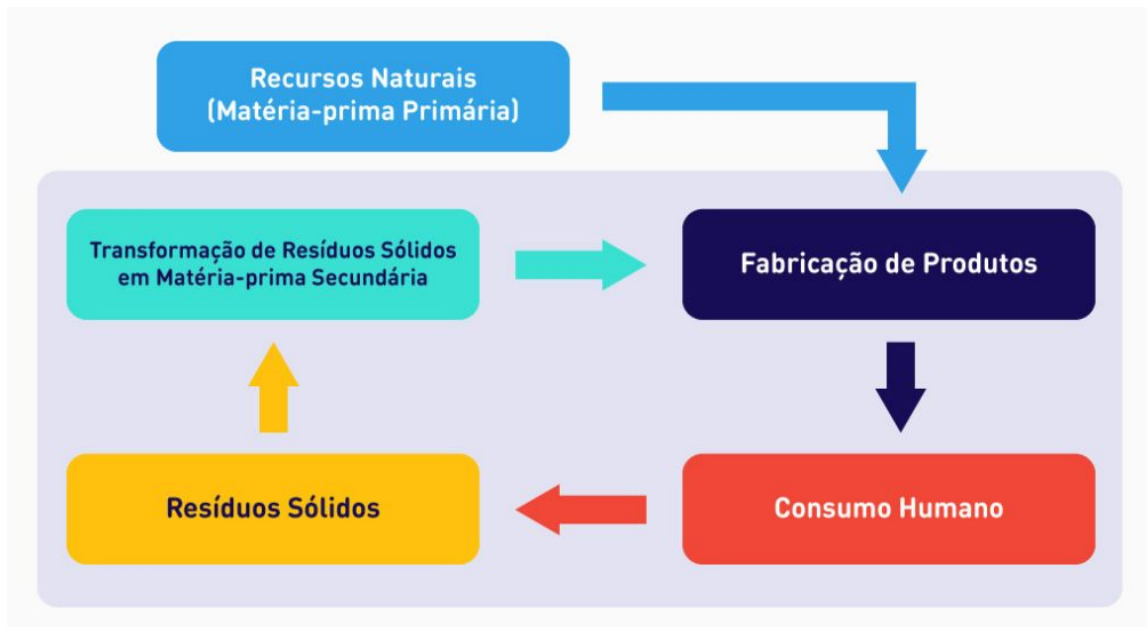 Recursos Naturais
(Matéria-prima Primária)
Transformação de Resíduos Sólidos
em Matéria-prima Secundária
Fabricação de Produtos
Resíduos Sólidos
Consumo Humano